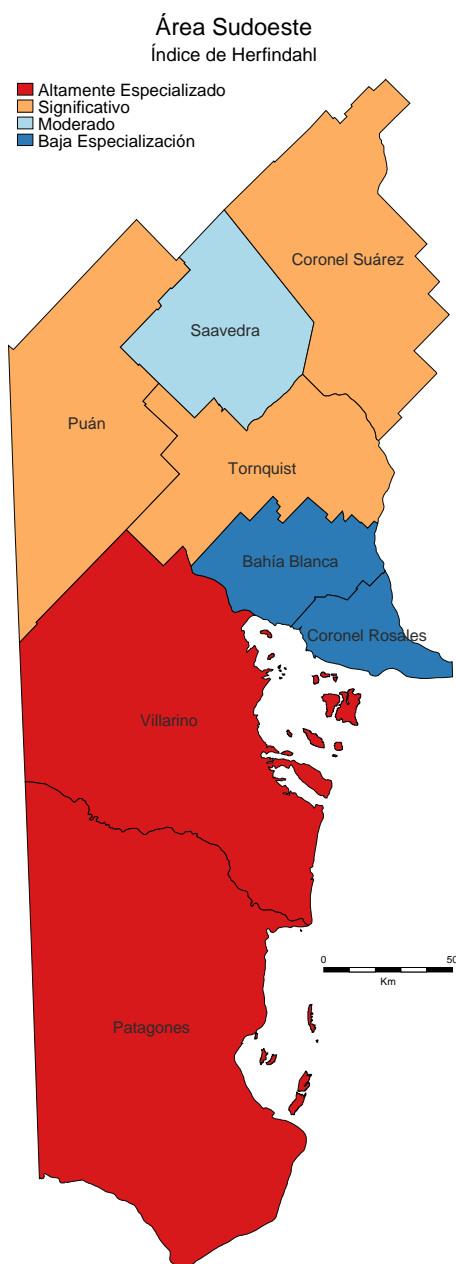 Área Sudoeste
Índice de Herfindahl
Altamente Especializado
Significativo
Moderado
Baja Especialización
Coronel Suárez
Saavedra
Puán
Tornquist
Bahía Blanca
Coronel Rosales
Villarino
0 50
Km
Patagones